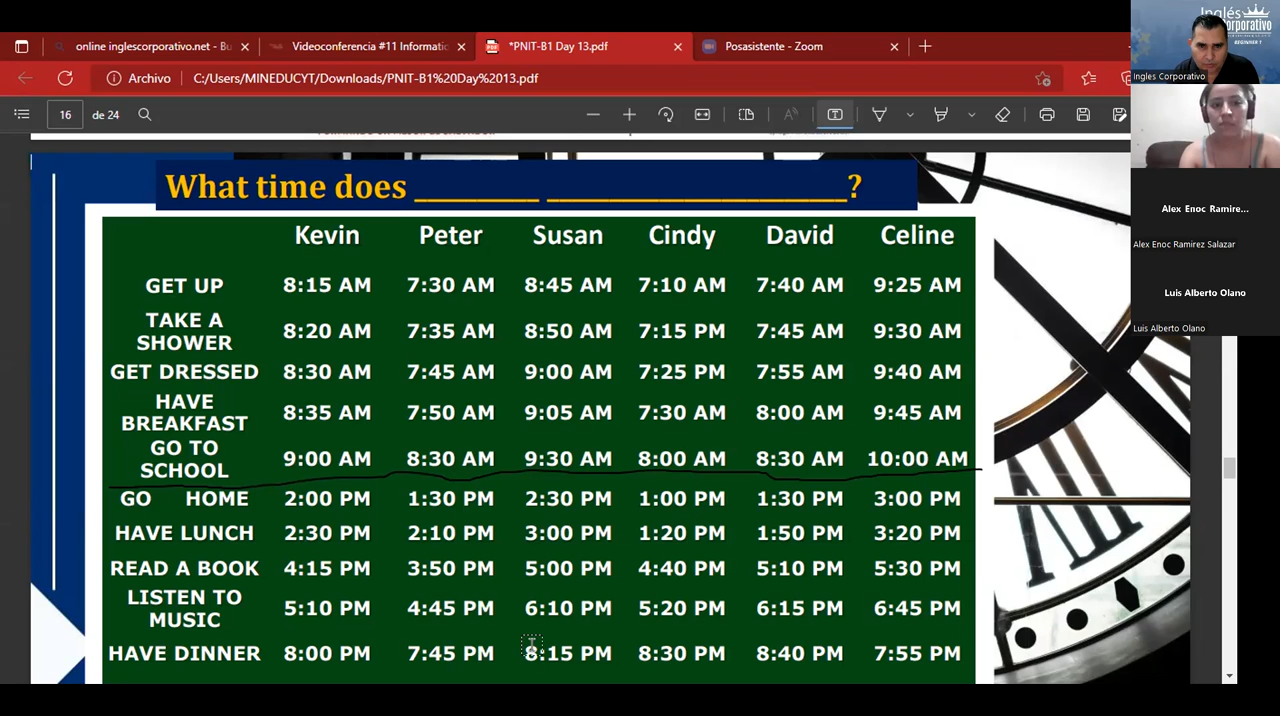 online inglescorporativo.net - Bu
Videoconferencia #11 Informatic
*PNIT-B1 Day 13.pdf
Posasistente - Zoom
Archivo
C:/Users/MINEDUCYT/Downloads/PNIT-B1%20Day%2013.pdf
16 de 24
What time does __________ ________________________?
Kevin Peter Susan Cindy David Celine
GET UP 8:15 AM 7:30 AM 8:45 AM 7:10 AM 7:40 AM 9:25 AM
TAKE A
SHOWER 8:20 AM 7:35 AM 8:50 AM 7:15 PM 7:45 AM 9:30 AM
GET DRESSED 8:30 AM 7:45 AM 9:00 AM 7:25 PM 7:55 AM 9:40 AM
HAVE
BREAKFAST 8:35 AM 7:50 AM 9:05 AM 7:30 AM 8:00 AM 9:45 AM
GO TO
SCHOOL 9:00 AM 8:30 AM 9:30 AM 8:00 AM 8:30 AM 10:00 AM
GO HOME 2:00 PM 1:30 PM 2:30 PM 1:00 PM 1:30 PM 3:00 PM
HAVE LUNCH 2:30 PM 2:10 PM 3:00 PM 1:20 PM 1:50 PM 3:20 PM
READ A BOOK 4:15 PM 3:50 PM 5:00 PM 4:40 PM 5:10 PM 5:30 PM
LISTEN TO
MUSIC 5:10 PM 4:45 PM 6:10 PM 5:20 PM 6:15 PM 6:45 PM
HAVE DINNER 8:00 PM 7:45 PM 8:15 PM 8:30 PM 8:40 PM 7:55 PM
Inglés
BEGINNER 1
Ingles Corporativo
Alex Enoc Ramire...
Alex Enoc Ramirez Salazar
Luis Alberto Olano
Luis Alberto Olano